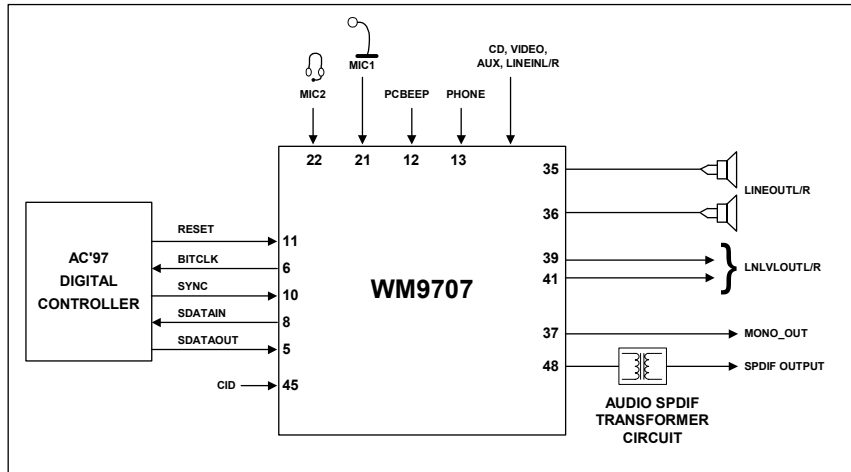 CD, VIDEO,
AUX, LINEINL/R
MIC1
MIC2
PCBEEP
PHONE
22
21
12
13
35
LINEOUTL/R
36
AC'97
DIGITAL
CONTROLLER
RESET
11
BITCLK
6
SYNC
10
SDATAIN
8
SDATAOUT
5
CID
45
WM9707
39
LNLVLOUTL/R
41
37
MONO_OUT
48
SPDIF OUTPUT
AUDIO SPDIF
TRANSFORMER
CIRCUIT